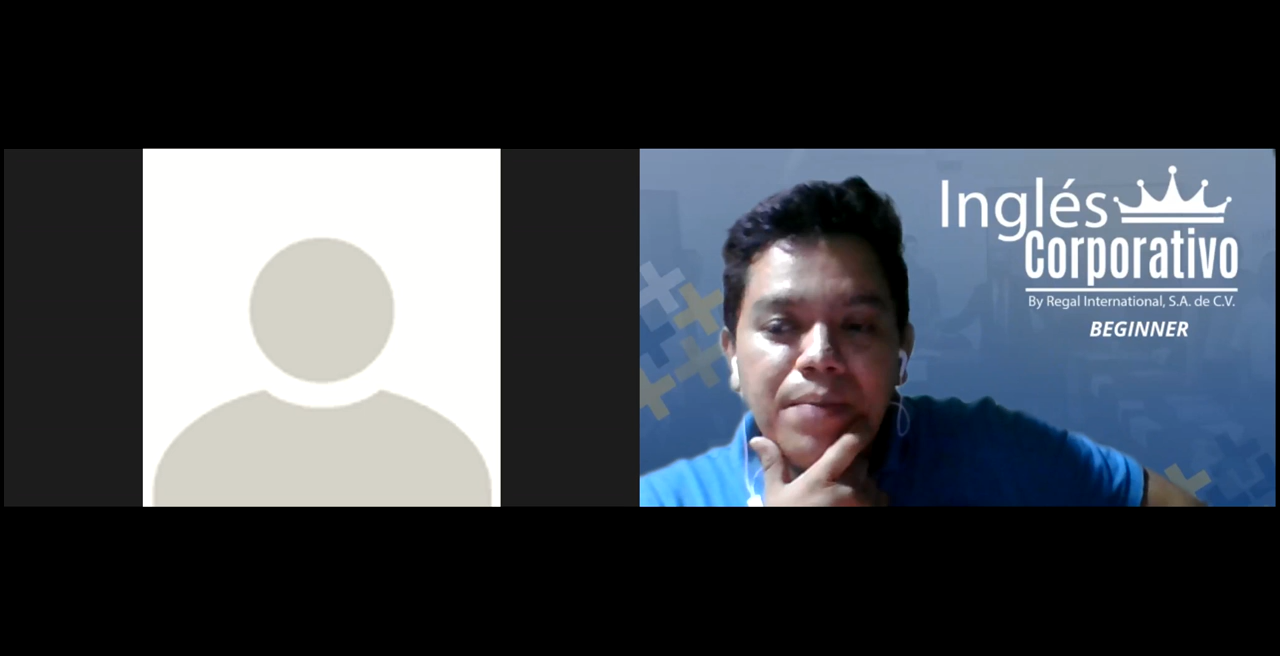 Inglés
Corporativo
By Regal International, S.A. de C.V.
BEGINNER